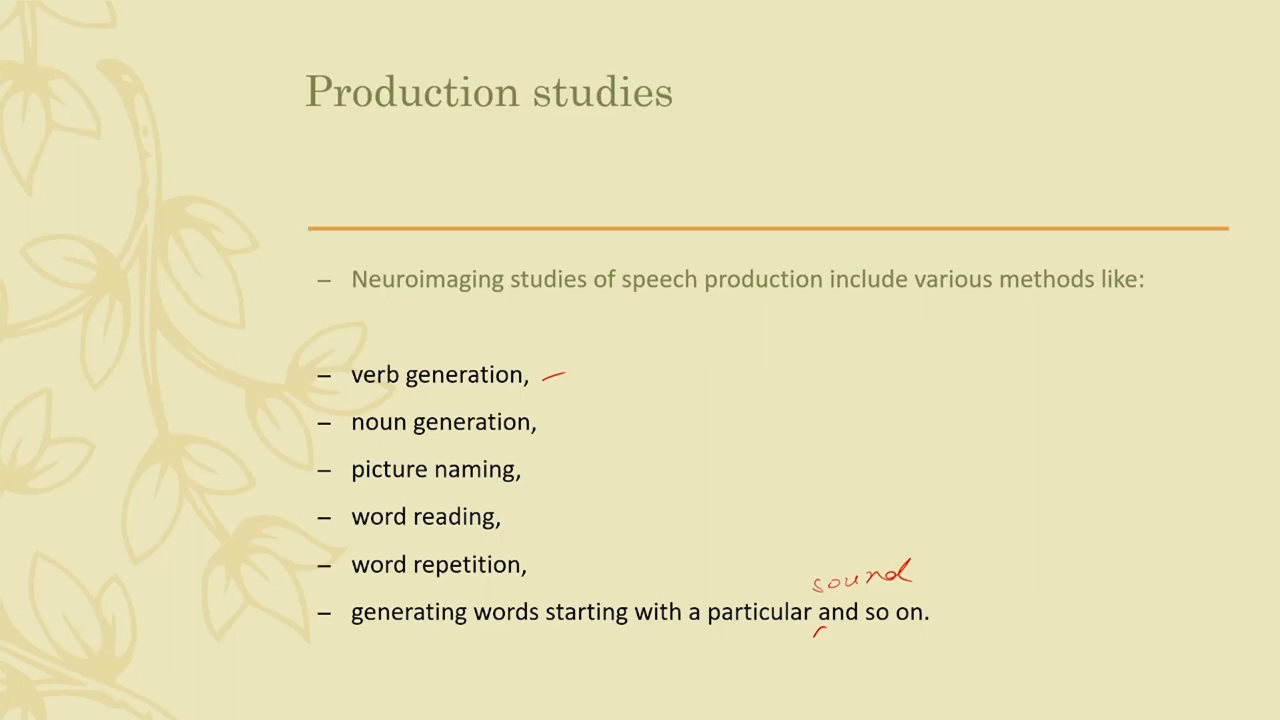 Production studies
– Neuroimaging studies of speech production include various methods like:
– verb generation,
– noun generation,
– picture naming,
– word reading,
– word repetition,
sound
– generating words starting with a particular and so on.